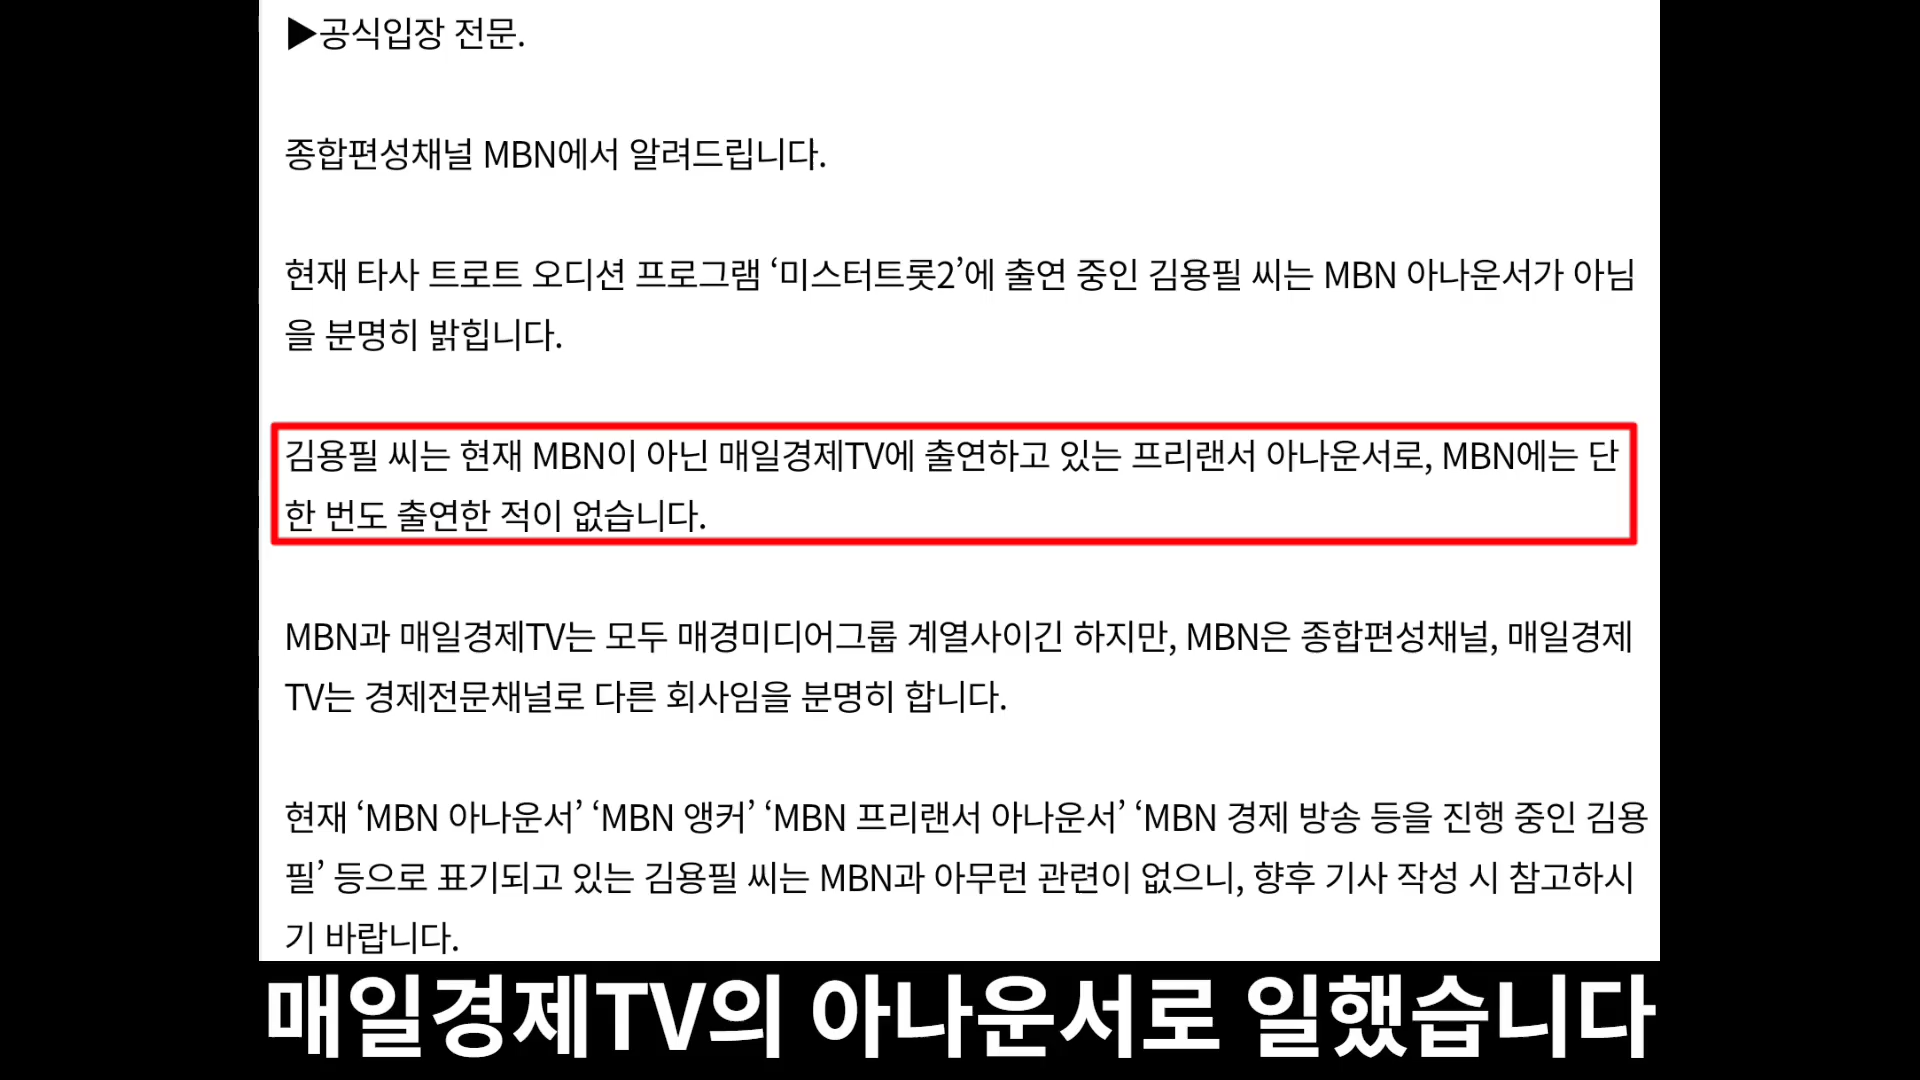 ▶공식입장 전문.
종합편성채널 MBN에서 알려드립니다.
현재 타사 트로트 오디션 프로그램 ‘미스터트롯2’에 출연 중인 김용필 씨는 MBN 아나운서가 아님
을 분명히 밝힙니다.
김용필 씨는 현재 MBN이 아닌 매일경제TV에 출연하고 있는 프리랜서 아나운서로, MBN에는 단
한 번도 출연한 적이 없습니다.
MBN과 매일경제TV는 모두 매경미디어그룹 계열사이긴 하지만, MBN은 종합편성채널, 매일경제
TV는 경제전문채널로 다른 회사임을 분명히 합니다.
현재 ‘MBN 아나운서’ ‘MBN 앵커’ ‘MBN 프리랜서 아나운서’ ‘MBN 경제 방송 등을 진행 중인 김용
필’ 등으로 표기되고 있는 김용필 씨는 MBN과 아무런 관련이 없으니, 향후 기사 작성 시 참고하시
기 바랍니다.
매일경제TV의 아나운서로 일했습니다